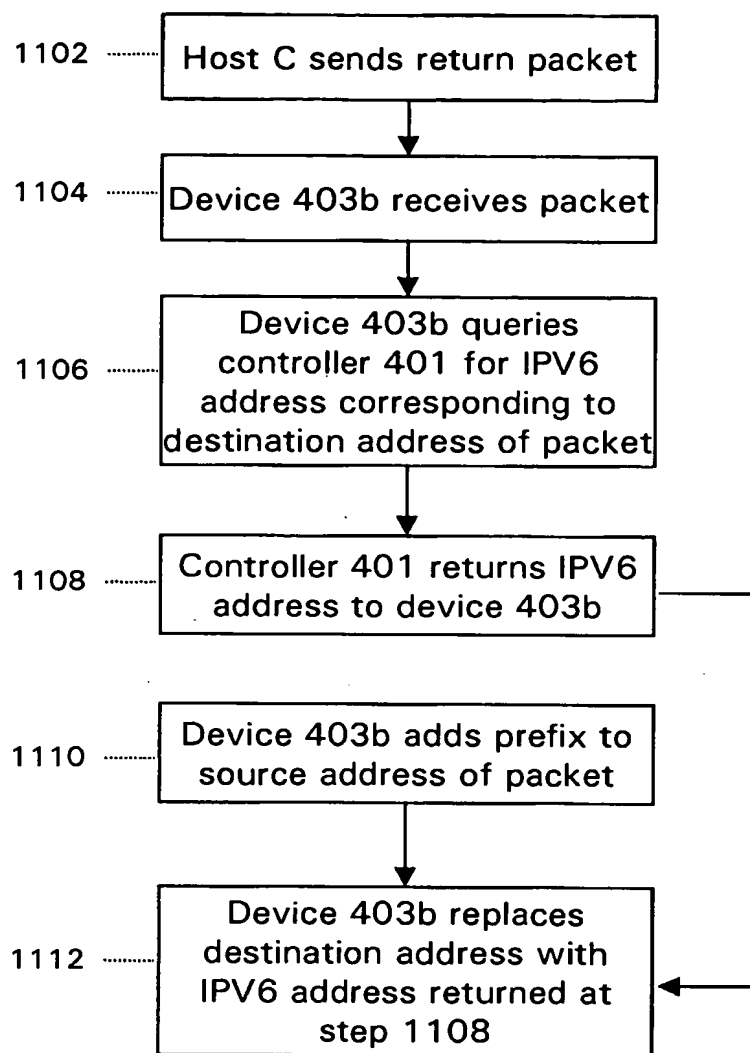 1102
Host C sends return packet
1104
Device 403b receives packet
1106
Device 403b queries
controller 401 for IPV6
address corresponding to
destination address of packet
1108
Controller 401 returns IPV6
address to device 403b
1110
Device 403b adds prefix to
source address of packet
1112
Device 403b replaces
destination address with
IPV6 address returned at
step 1108